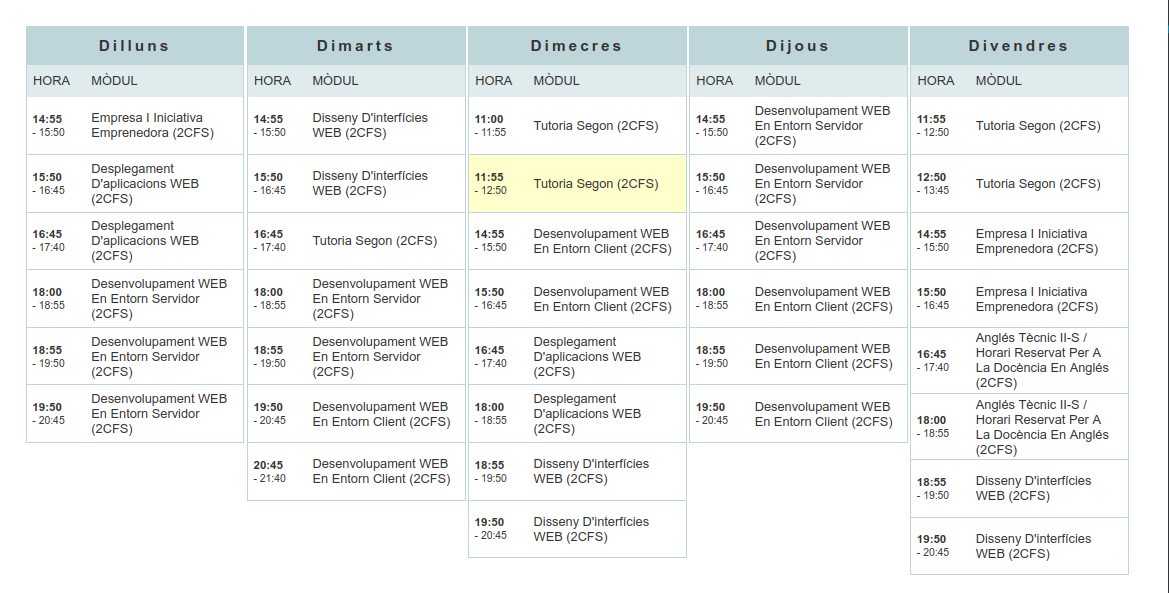 Dilluns
HORA MÒDUL
14:55 Empresa I Iniciativa
- 15:50 Emprenedora (2CFS)
15:50 Desplegament
- 16:45 D'aplicacions WEB
(2CFS)
16:45 Desplegament
- 17:40 D'aplicacions WEB
(2CFS)
18:00 Desenvolupament WEB
- 18:55 En Entorn Servidor
(2CFS)
18:55 Desenvolupament WEB
- 19:50 En Entorn Servidor
(2CFS)
19:50 Desenvolupament WEB
- 20:45 En Entorn Servidor
(2CFS)
Dimarts
HORA MÒDUL
14:55 Disseny D'interfícies
- 15:50 WEB (2CFS)
15:50 Disseny D'interfícies
- 16:45 WEB (2CFS)
16:45 Tutoria Segon (2CFS)
- 17:40
18:00 Desenvolupament WEB
- 18:55 En Entorn Servidor
(2CFS)
18:55 Desenvolupament WEB
- 19:50 En Entorn Servidor
(2CFS)
19:50 Desenvolupament WEB
- 20:45 En Entorn Client (2CFS)
20:45 Desenvolupament WEB
- 21:40 En Entorn Client (2CFS)
Dimecres
HORA MÒDUL
11:00 Tutoria Segon (2CFS)
- 11:55
11:55 Tutoria Segon (2CFS)
- 12:50
14:55 Desenvolupament WEB
- 15:50 En Entorn Client (2CFS)
15:50 Desenvolupament WEB
- 16:45 En Entorn Client (2CFS)
16:45 Desplegament
- 17:40 D'aplicacions WEB
(2CFS)
18:00 Desplegament
- 18:55 D'aplicacions WEB
(2CFS)
18:55 Disseny D'interfícies
- 19:50 WEB (2CFS)
19:50 Disseny D'interfícies
- 20:45 WEB (2CFS)
Dijous
HORA MÒDUL
14:55 Desenvolupament WEB
- 15:50 En Entorn Servidor
(2CFS)
15:50 Desenvolupament WEB
- 16:45 En Entorn Servidor
(2CFS)
16:45 Desenvolupament WEB
- 17:40 En Entorn Servidor
(2CFS)
18:00 Desenvolupament WEB
- 18:55 En Entorn Client (2CFS)
18:55 Desenvolupament WEB
- 19:50 En Entorn Client (2CFS)
19:50 Desenvolupament WEB
- 20:45 En Entorn Client (2CFS)
Divendres
HORA MÒDUL
11:55 Tutoria Segon (2CFS)
- 12:50
12:50 Tutoria Segon (2CFS)
- 13:45
14:55 Empresa I Iniciativa
- 15:50 Emprenedora (2CFS)
15:50 Empresa I Iniciativa
- 16:45 Emprenedora (2CFS)
Anglés Tècnic II-S /
16:45 Horari Reservat Per A
- 17:40 La Docència En Anglés
(2CFS)
Anglés Tècnic II-S /
18:00 Horari Reservat Per A
- 18:55 La Docència En Anglés
(2CFS)
18:55 Disseny D'interfícies
- 19:50 WEB (2CFS)
19:50 Disseny D'interfícies
- 20:45 WEB (2CFS)